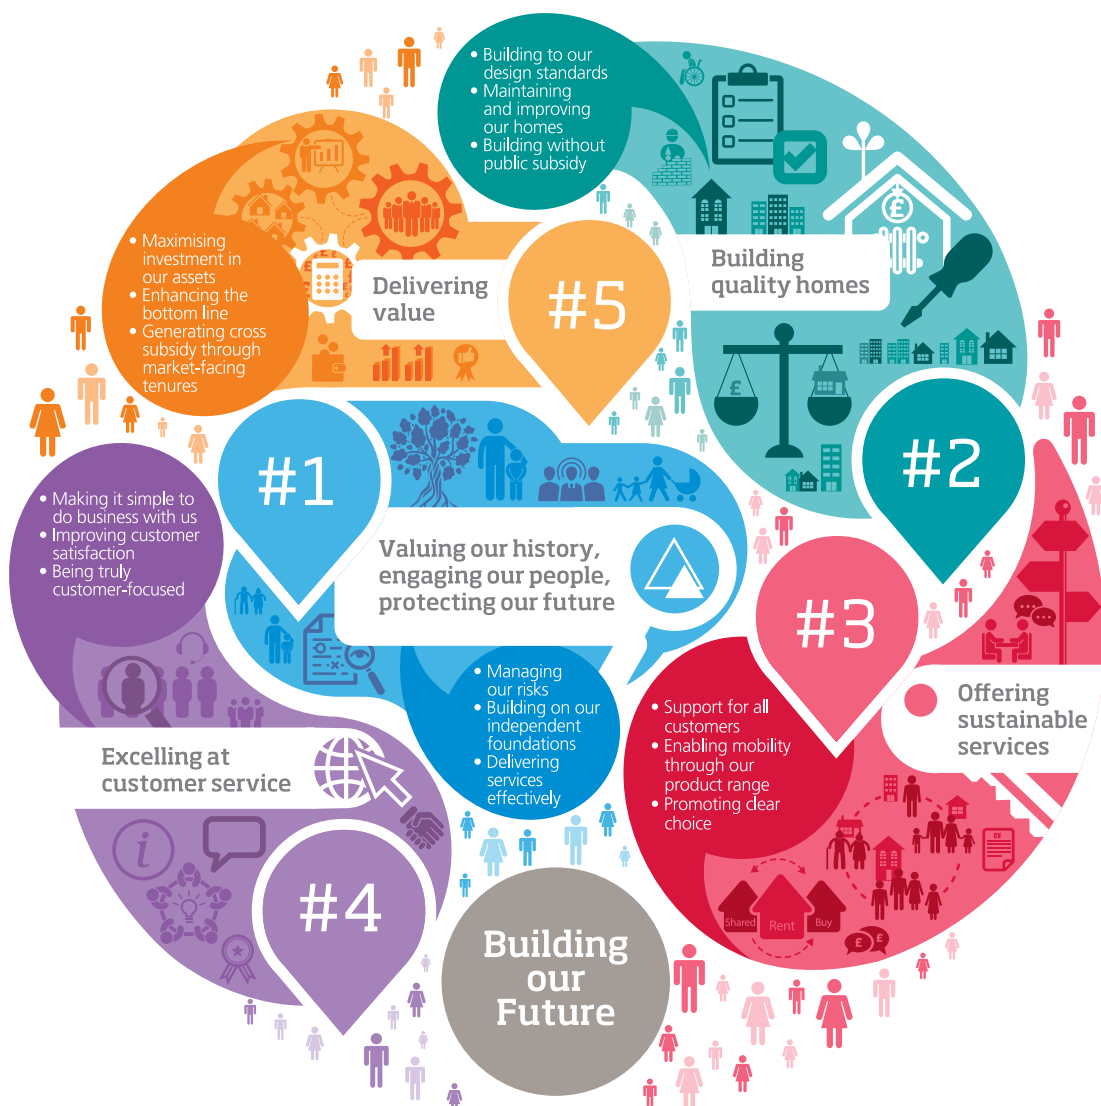 • Building to our
design standards
• Maintaining
and improving
our homes
• Building without
public subsidy
Building
quality homes
#2
• Maximising
investment in
our assets
• Enhancing the
bottom line
• Generating cross
subsidy through
market-facing
tenures
Delivering
value
#5
#1
Valuing our history,
engaging our people,
protecting our future
• Managing
our risks
• Building on our
independent
foundations
• Delivering
services
effectively
• Making it simple to
do business with us
• Improving customer
satisfaction
• Being truly
customer-focused
Excelling at
customer service
i
#4
#3
• Support for all
customers
• Enabling mobility
through our
product range
• Promoting clear
choice
Offering
sustainable
services
CV
Shared
Rent
Buy
£ £
£
£
Building
our
Future